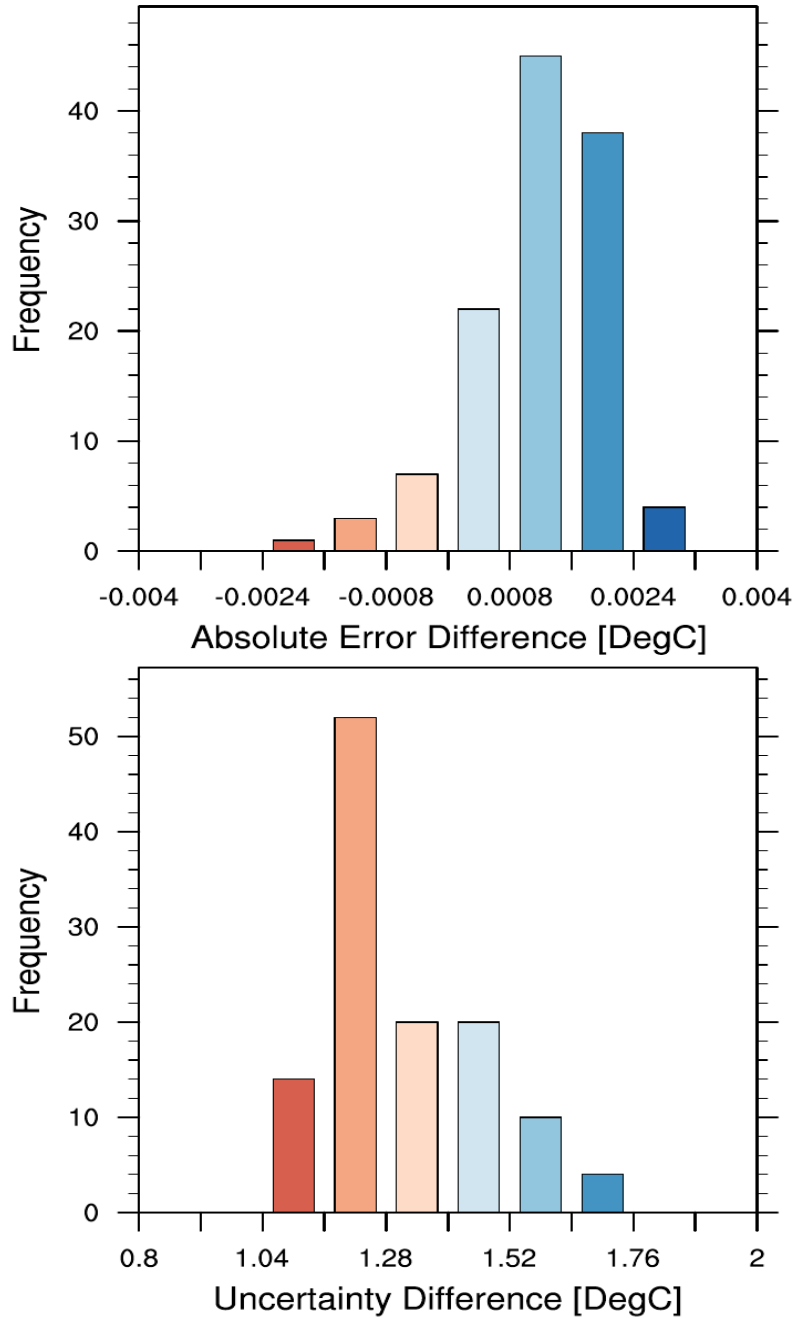 40
30
20
10
0
Frequency
-0.004 -0.0024 -0.0008 0.0008 0.0024 0.004
Absolute Error Difference [DegC]
50
40
30
20
10
0
Frequency
0.8 1.04 1.28 1.52 1.76 2
Uncertainty Difference [DegC]